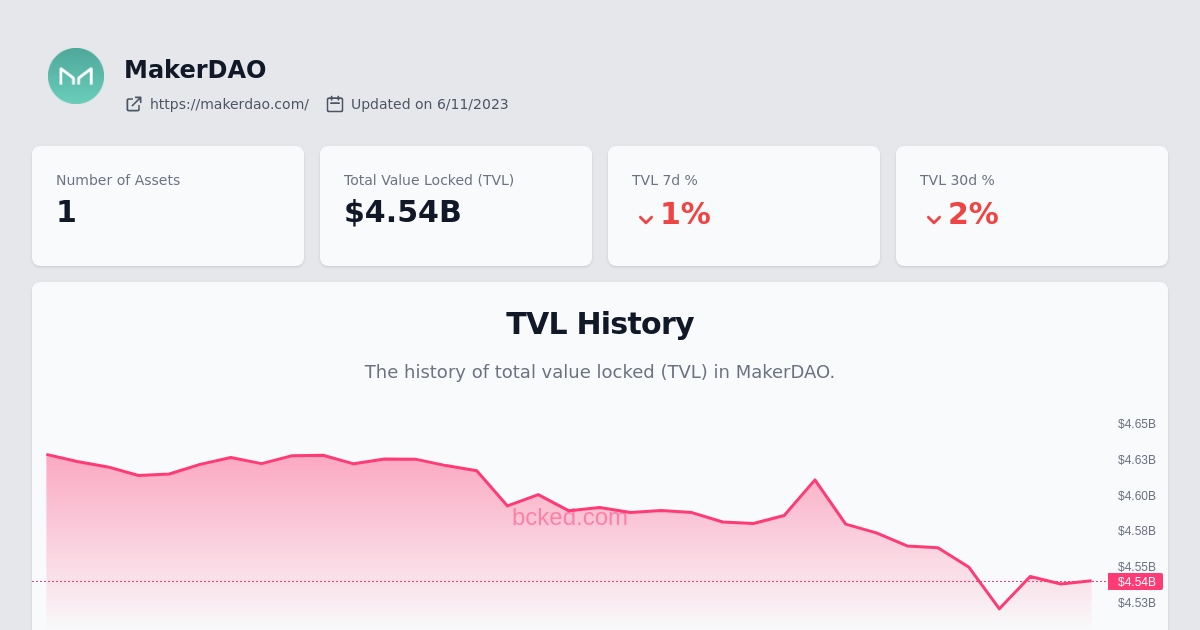 MakerDAO
https://makerdao.com/ Updated on 6/11/2023
Number of Assets
1
Total Value Locked (TVL)
$4.54B
TVL 7d %
1%
TVL 30d %
2%
TVL History
The history of total value locked (TVL) in MakerDAO.
$4.65B
$4.63B
$4.60B
bcked.com
$4.58B
$4.55B
$4.54B
$4.53B